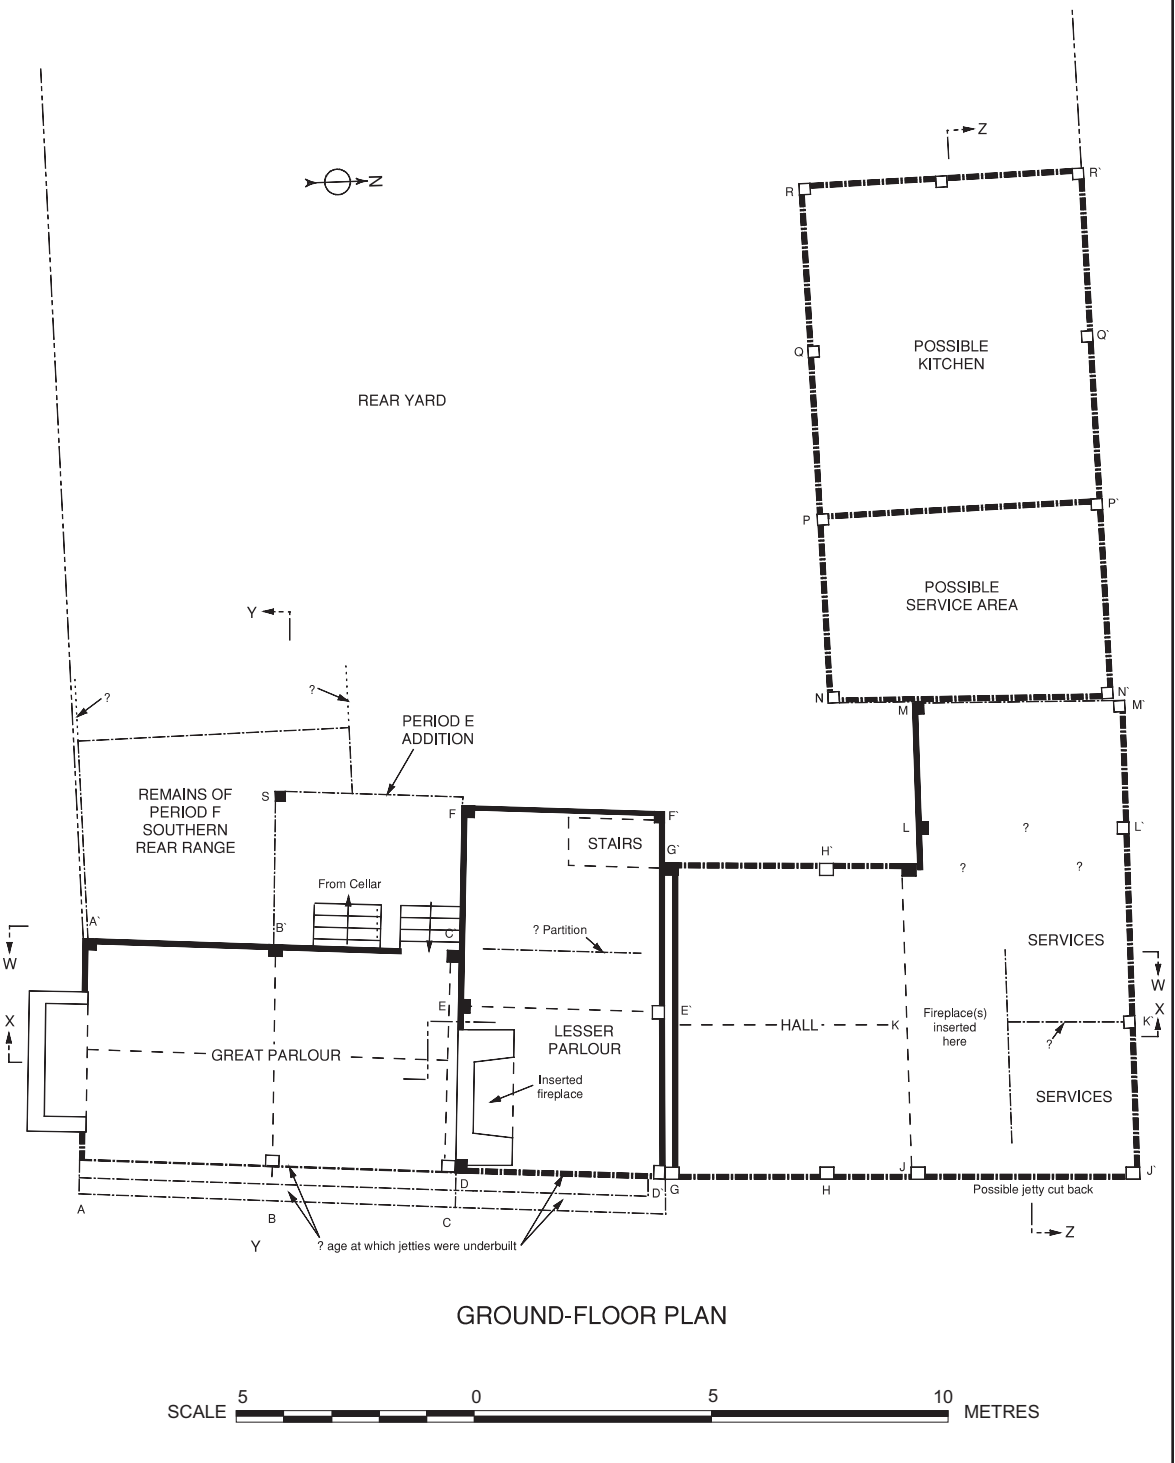 Z
N
R
R`
Q
POSSIBLE
KITCHEN
Q`
REAR YARD
P
P`
POSSIBLE
SERVICE AREA
Y
?
?
N
N`
M
M`
PERIOD E
ADDITION
REMAINS OF
PERIOD F
SOUTHERN
REAR RANGE
S
F
F`
STAIRS
G`
H`
L
?
L`
?
?
From Cellar
A`
B`
C`
? Partition
SERVICES
W
W
X
X
E
E`
LESSER
PARLOUR
HALL
K
Fireplace(s)
inserted
here
K`
?
GREAT PARLOUR
Inserted
fireplace
SERVICES
A
B
C
D
D`
G
H
J
J`
Possible jetty cut back
Y
? age at which jetties were underbuilt
Z
GROUND-FLOOR PLAN
5
0
5
10
SCALE
METRES